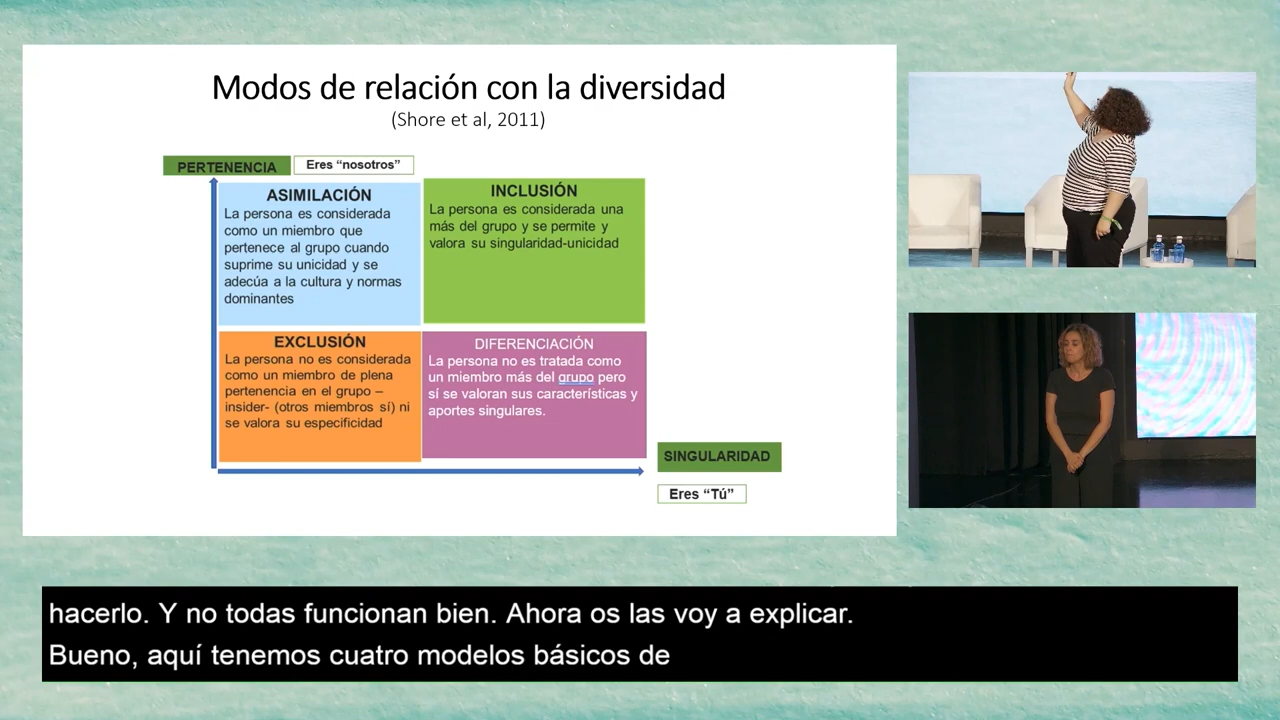 Modos de relación con la diversidad
(Shore et al, 2011)
PERTENENCIA
Eres “nosotros”
ASIMILACIÓN
La persona es considerada
como un miembro que
pertenece al grupo cuando
suprime su unicidad y se
adecúa a la cultura y normas
dominantes
INCLUSIÓN
La persona es considerada una
más del grupo y se permite y
valora su singularidad-unicidad
EXCLUSIÓN
La persona no es considerada
como un miembro de plena
pertenencia en el grupo –
insider- (otros miembros sí) ni
se valora su especificidad
DIFERENCIACIÓN
La persona no es tratada como
un miembro más del grupo pero
sí se valoran sus características y
aportes singulares.
SINGULARIDAD
Eres “Tú”
hacerlo. Y no todas funcionan bien. Ahora os las voy a explicar.
Bueno, aquí tenemos cuatro modelos básicos de